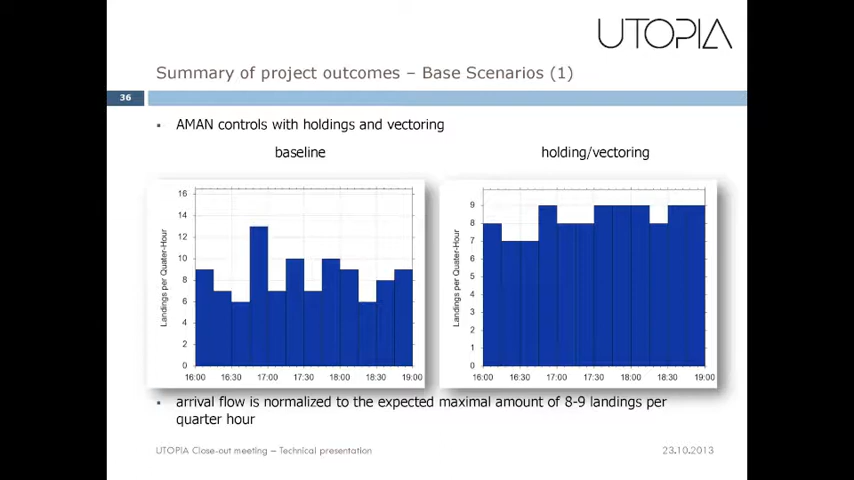 UTOPIA
Summary of project outcomes – Base Scenarios (1)
36
▪ AMAN controls with holdings and vectoring
baseline
holding/vectoring
Landings per Quater-Hour
16
14
12
10
8
6
4
2
0
16:00 16:30 17:00 17:30 18:00 18:30 19:00
Landings per Quater-Hour
9
8
7
6
5
4
3
2
1
0
16:00 16:30 17:00 17:30 18:00 18:30 19:00
▪ arrival flow is normalized to the expected maximal amount of 8-9 landings per
quarter hour
UTOPIA Close-out meeting – Technical presentation
23.10.2013